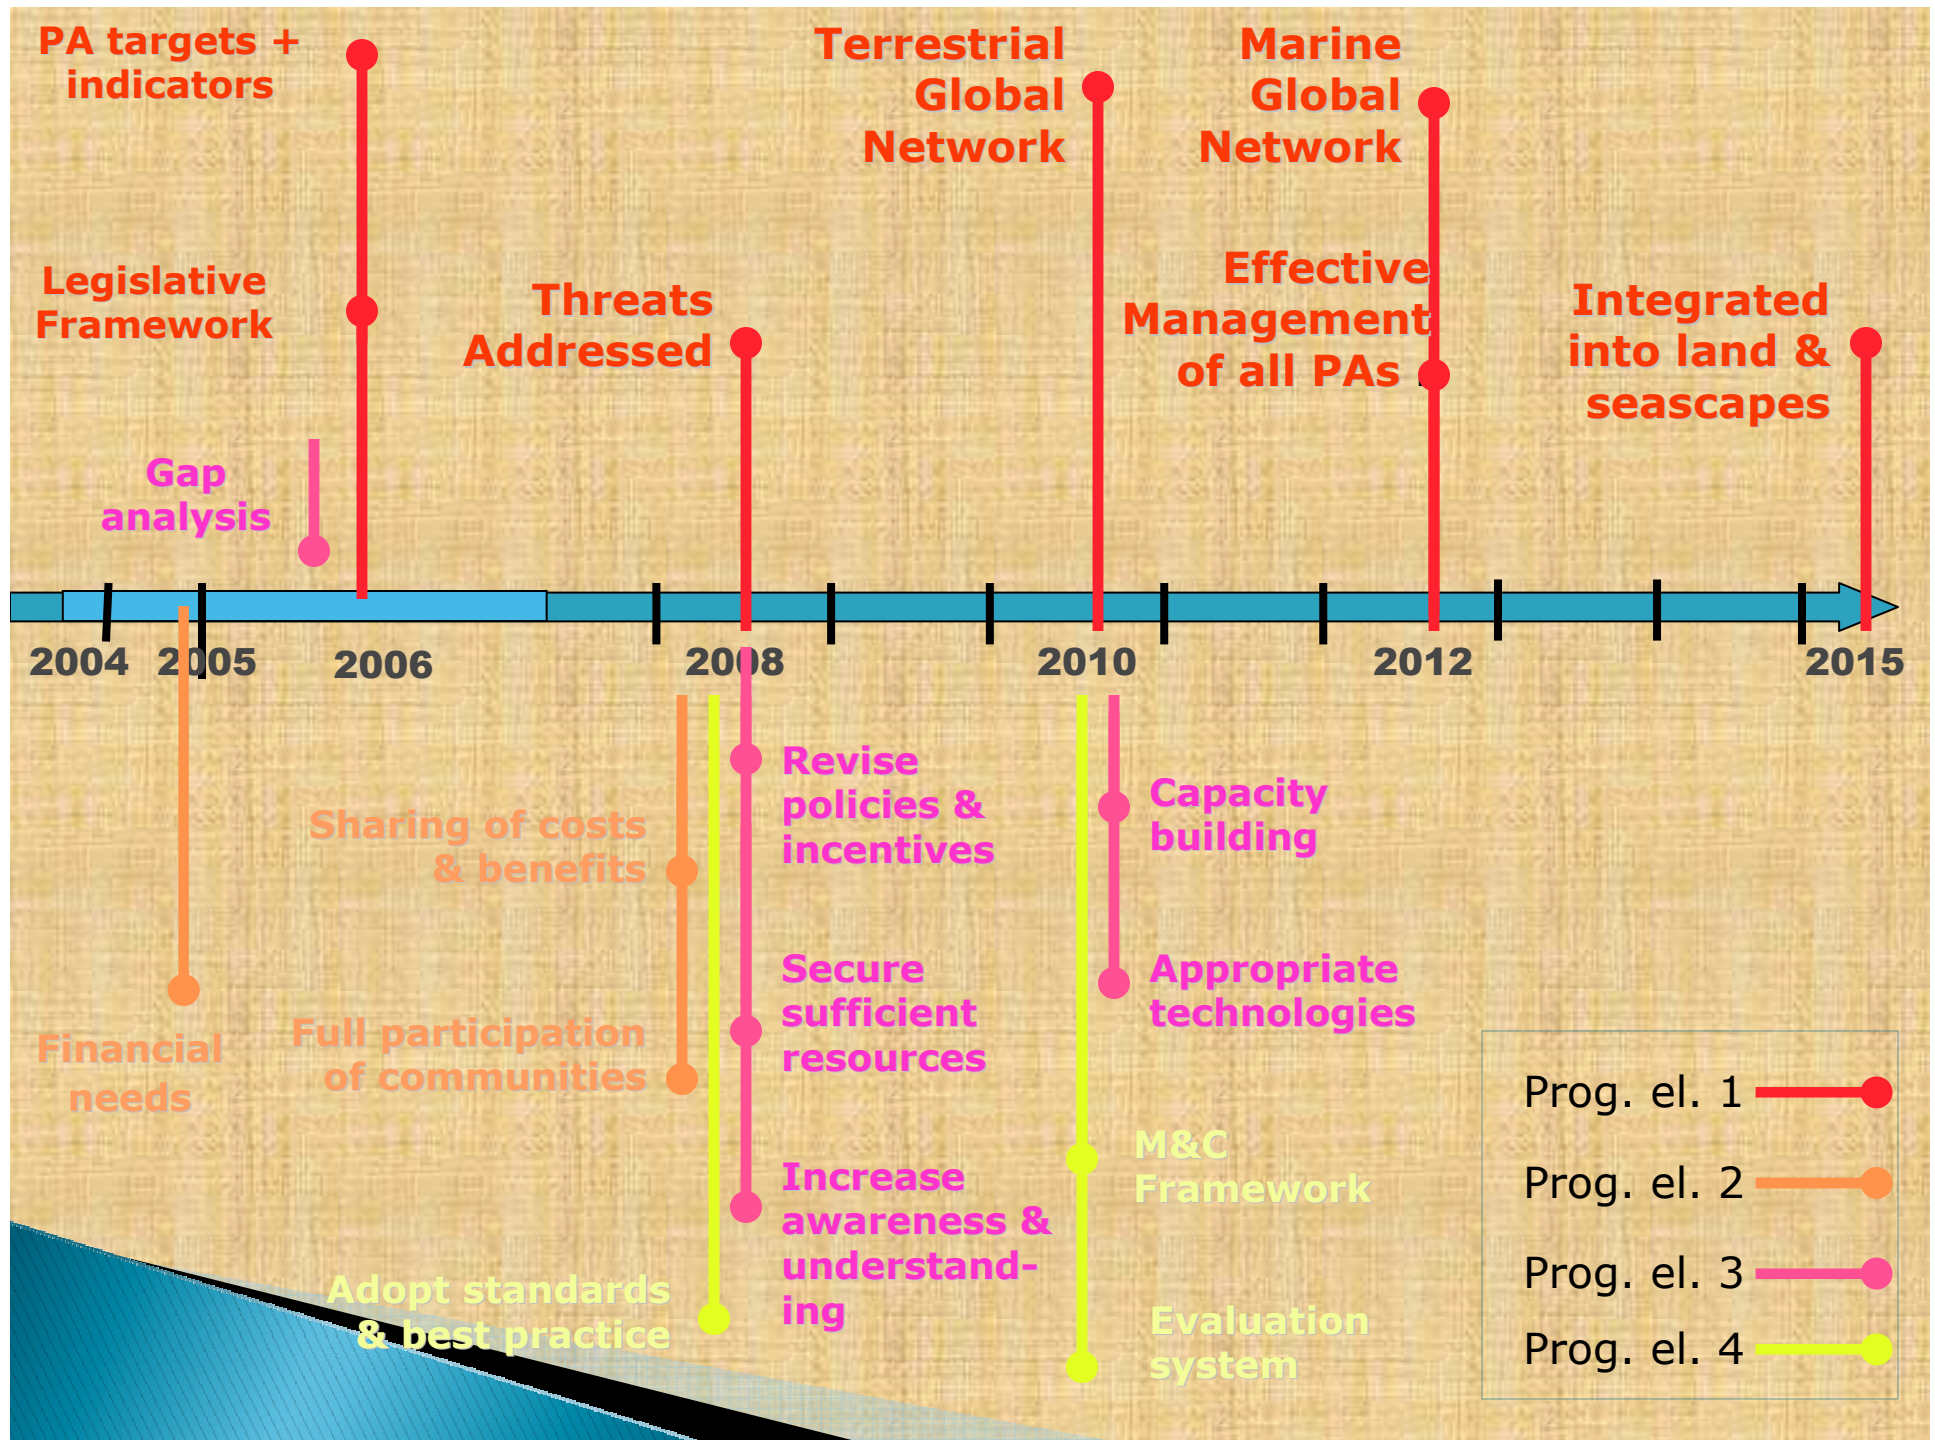 PA targets +
indicators
Terrestrial
Global
Network
Marine
Global
Network
Legislative
Framework
Threats
Addressed
Effective
Management
of all PAs
Integrated
into land &
seascapes
Gap
analysis
2004
2005
2006
2008
2010
2012
2015
Financial
needs
Sharing of costs
& benefits
Full participation
of communities
Adopt standards
& best practice
Revise
policies &
incentives
Secure
sufficient
resources
Increase
awareness &
understand-
ing
Capacity
building
Appropriate
technologies
M&C
Framework
Evaluation
system
Prog. el. 1
Prog. el. 2
Prog. el. 3
Prog. el. 4